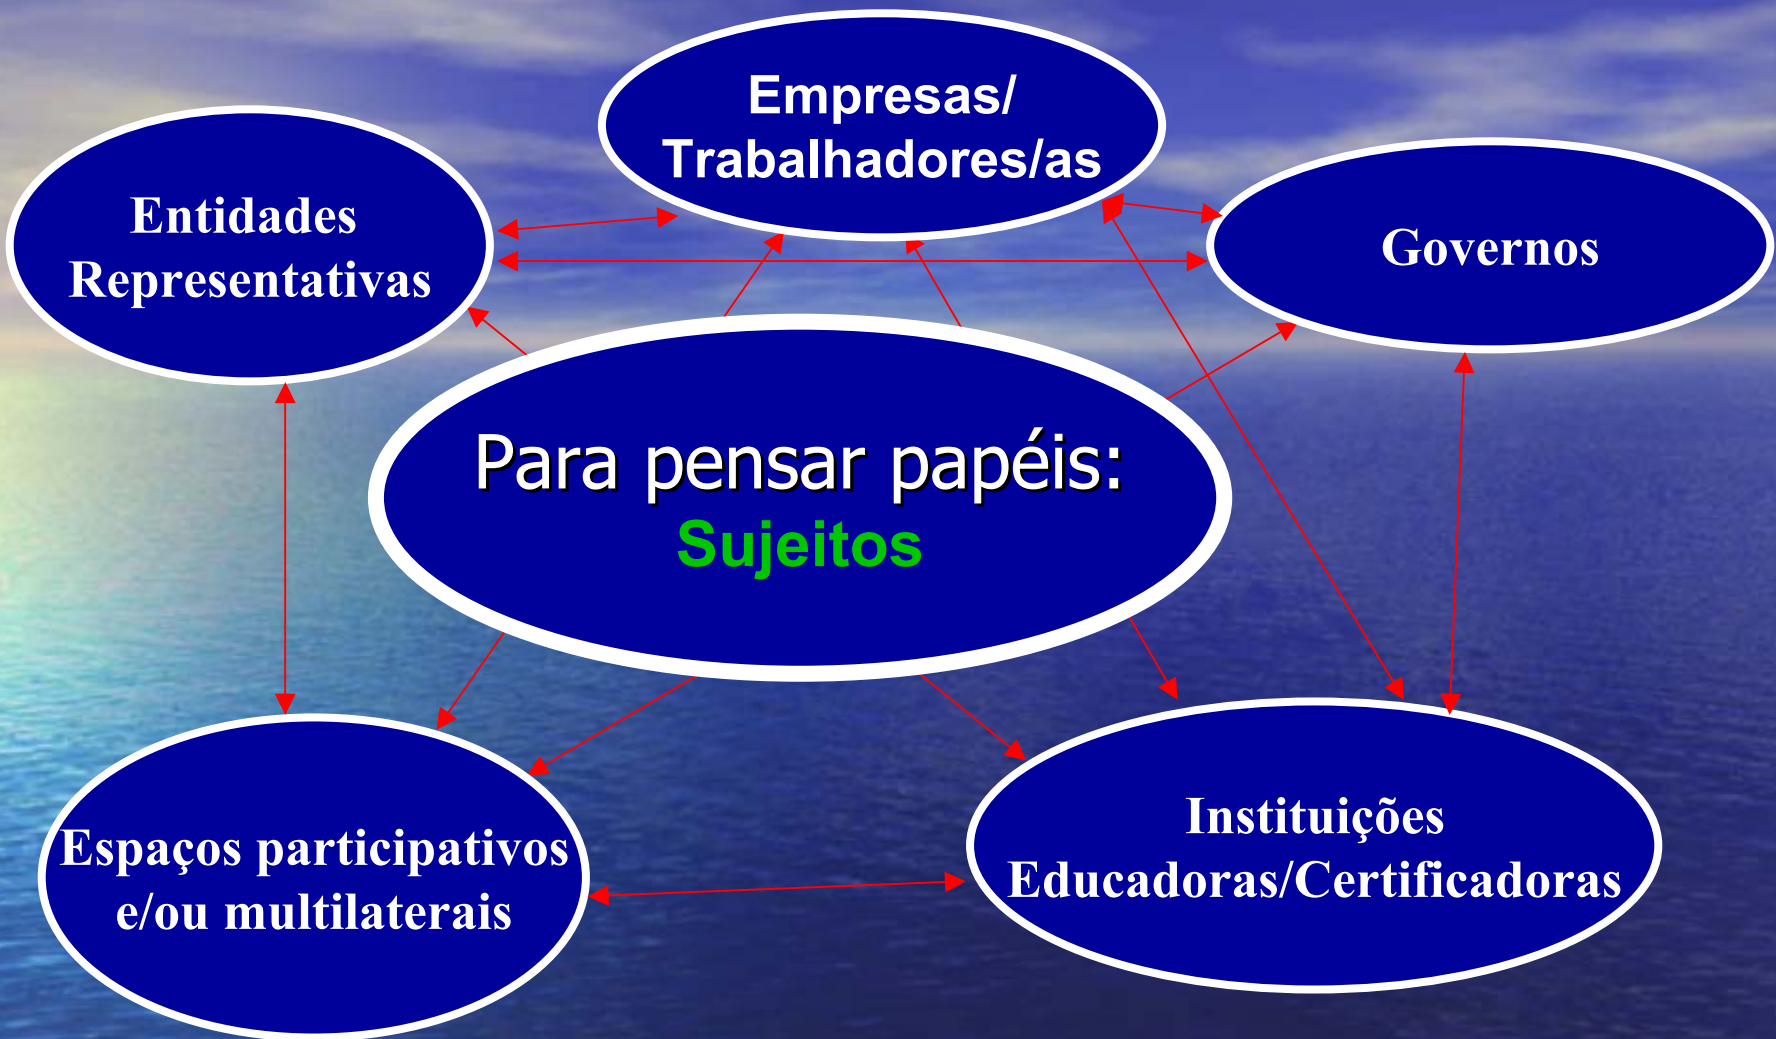 Empresas/
Trabalhadores/as
Entidades
Representativas
Governos
Para pensar papéis:
Sujeitos
Espaços participativos
e/ou multilaterais
Instituições
Educadoras/Certificadoras